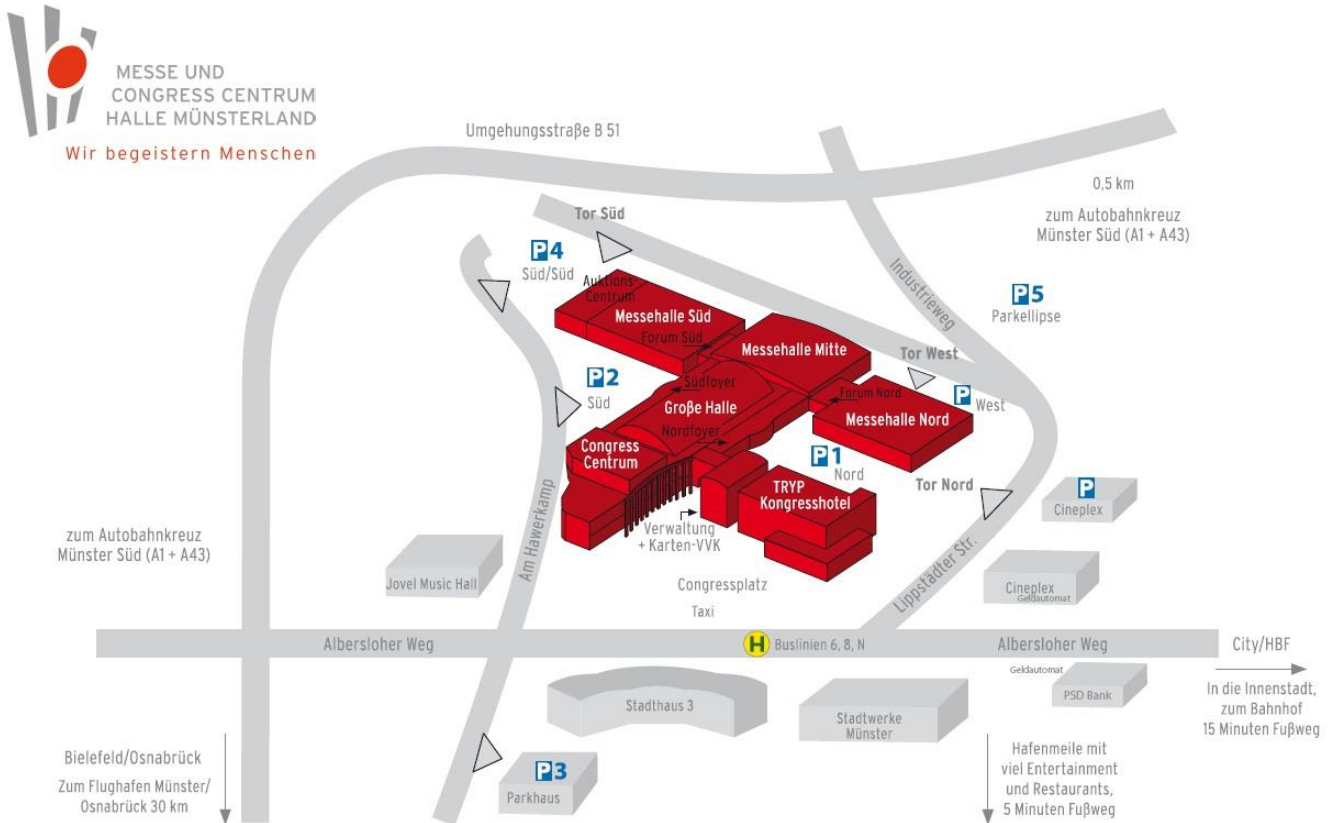 MESSE UND
CONGRESS CENTRUM
HALLE MÜNSTERLAND
Wir begeistern Menschen
Umgehungsstraße B 51
0,5 km
zum Autobahnkreuz
Münster Süd (A1 + A43)
Tor Süd
P4
Süd/Süd
Auktions
Centrum
Messehalle Süd
Forum Süd
Messehalle Mitte
Industrieweg
P5
Parkellipse
Tor West
P
West
P2
Süd
Südfoyer
Große Halle
Nordfoyer
Forum Nord
Messehalle Nord
Congress
Centrum
P1
Nord
TRYP
Kongresshotel
Tor Nord
P
Cineplex
Verwaltung
+ Karten-VVK
Am Hawerkamp
zum Autobahnkreuz
Münster Süd (A1 + A43)
Jovel Music Hall
Congressplatz
Taxi
Lippstädter Str.
Cineplex
Geldautomat
Albersloher Weg
H Buslinien 6, 8, N
Albersloher Weg
City/HBF
Geldautomat
PSD Bank
In die Innenstadt,
zum Bahnhof
15 Minuten Fußweg
Stadthaus 3
Stadtwerke
Münster
Bielefeld/Osnabrück
Zum Flughafen Münster/
Osnabrück 30 km
P3
Parkhaus
Hafenmeile mit
viel Entertainment
und Restaurants,
5 Minuten Fußweg